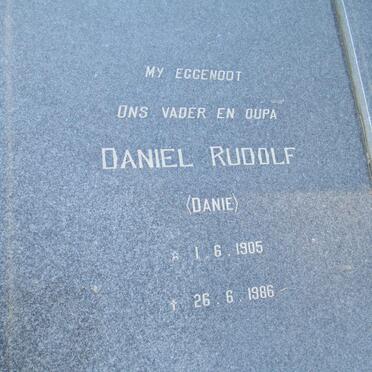 MY EGGENOOT
ONS VADER EN OUPA
DANIEL RUDOLF
(DANIE)
☆ 1.6.1905
† 26.6.1986